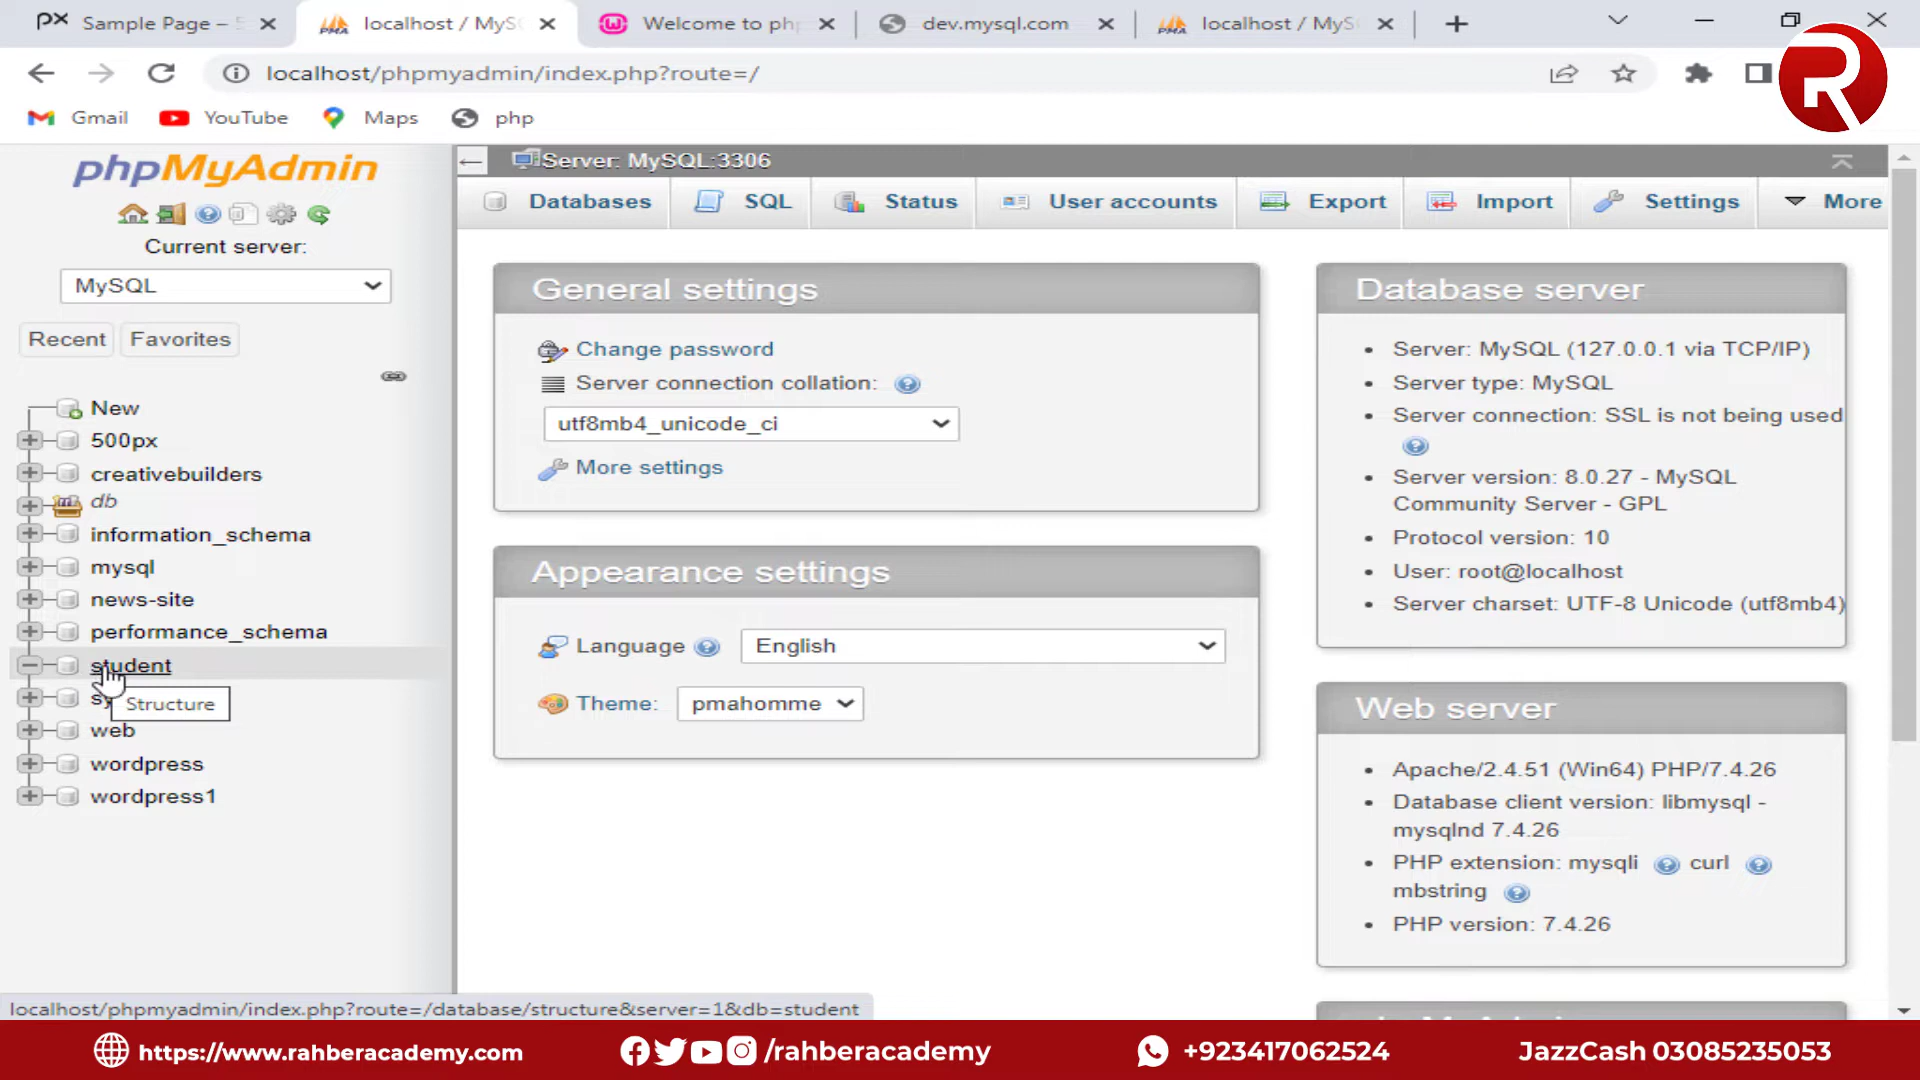 Sample Page – 5
localhost / MySC
Welcome to php
dev.mysql.com
localhost / MySC
localhost/phpmyadmin/index.php?route=/
Gmail
YouTube
Maps
php
R
phpMyAdmin
Current server:
MySQL
Recent
Favorites
New
500px
creativebuilders
db
information_schema
mysql
news-site
performance_schema
student
Structure
web
wordpress
wordpress1
Server: MySQL:3306
Databases
SQL
Status
User accounts
Export
Import
Settings
More
General settings
Change password
Server connection collation:
utf8mb4_unicode_ci
More settings
Appearance settings
Language
English
Theme:
pmahomme
Database server
Server: MySQL (127.0.0.1 via TCP/IP)
Server type: MySQL
Server connection: SSL is not being used
Server version: 8.0.27 - MySQL
Community Server - GPL
Protocol version: 10
User: root@localhost
Server charset: UTF-8 Unicode (utf8mb4)
Web server
Apache/2.4.51 (Win64) PHP/7.4.26
Database client version: libmysql -
mysqlnd 7.4.26
PHP extension: mysqli curl
mbstring
PHP version: 7.4.26
localhost/phpmyadmin/index.php?route=/database/structure&server=1&db=student
https://www.rahberacademy.com
/rahberacademy
+923417062524
JazzCash 03085235053